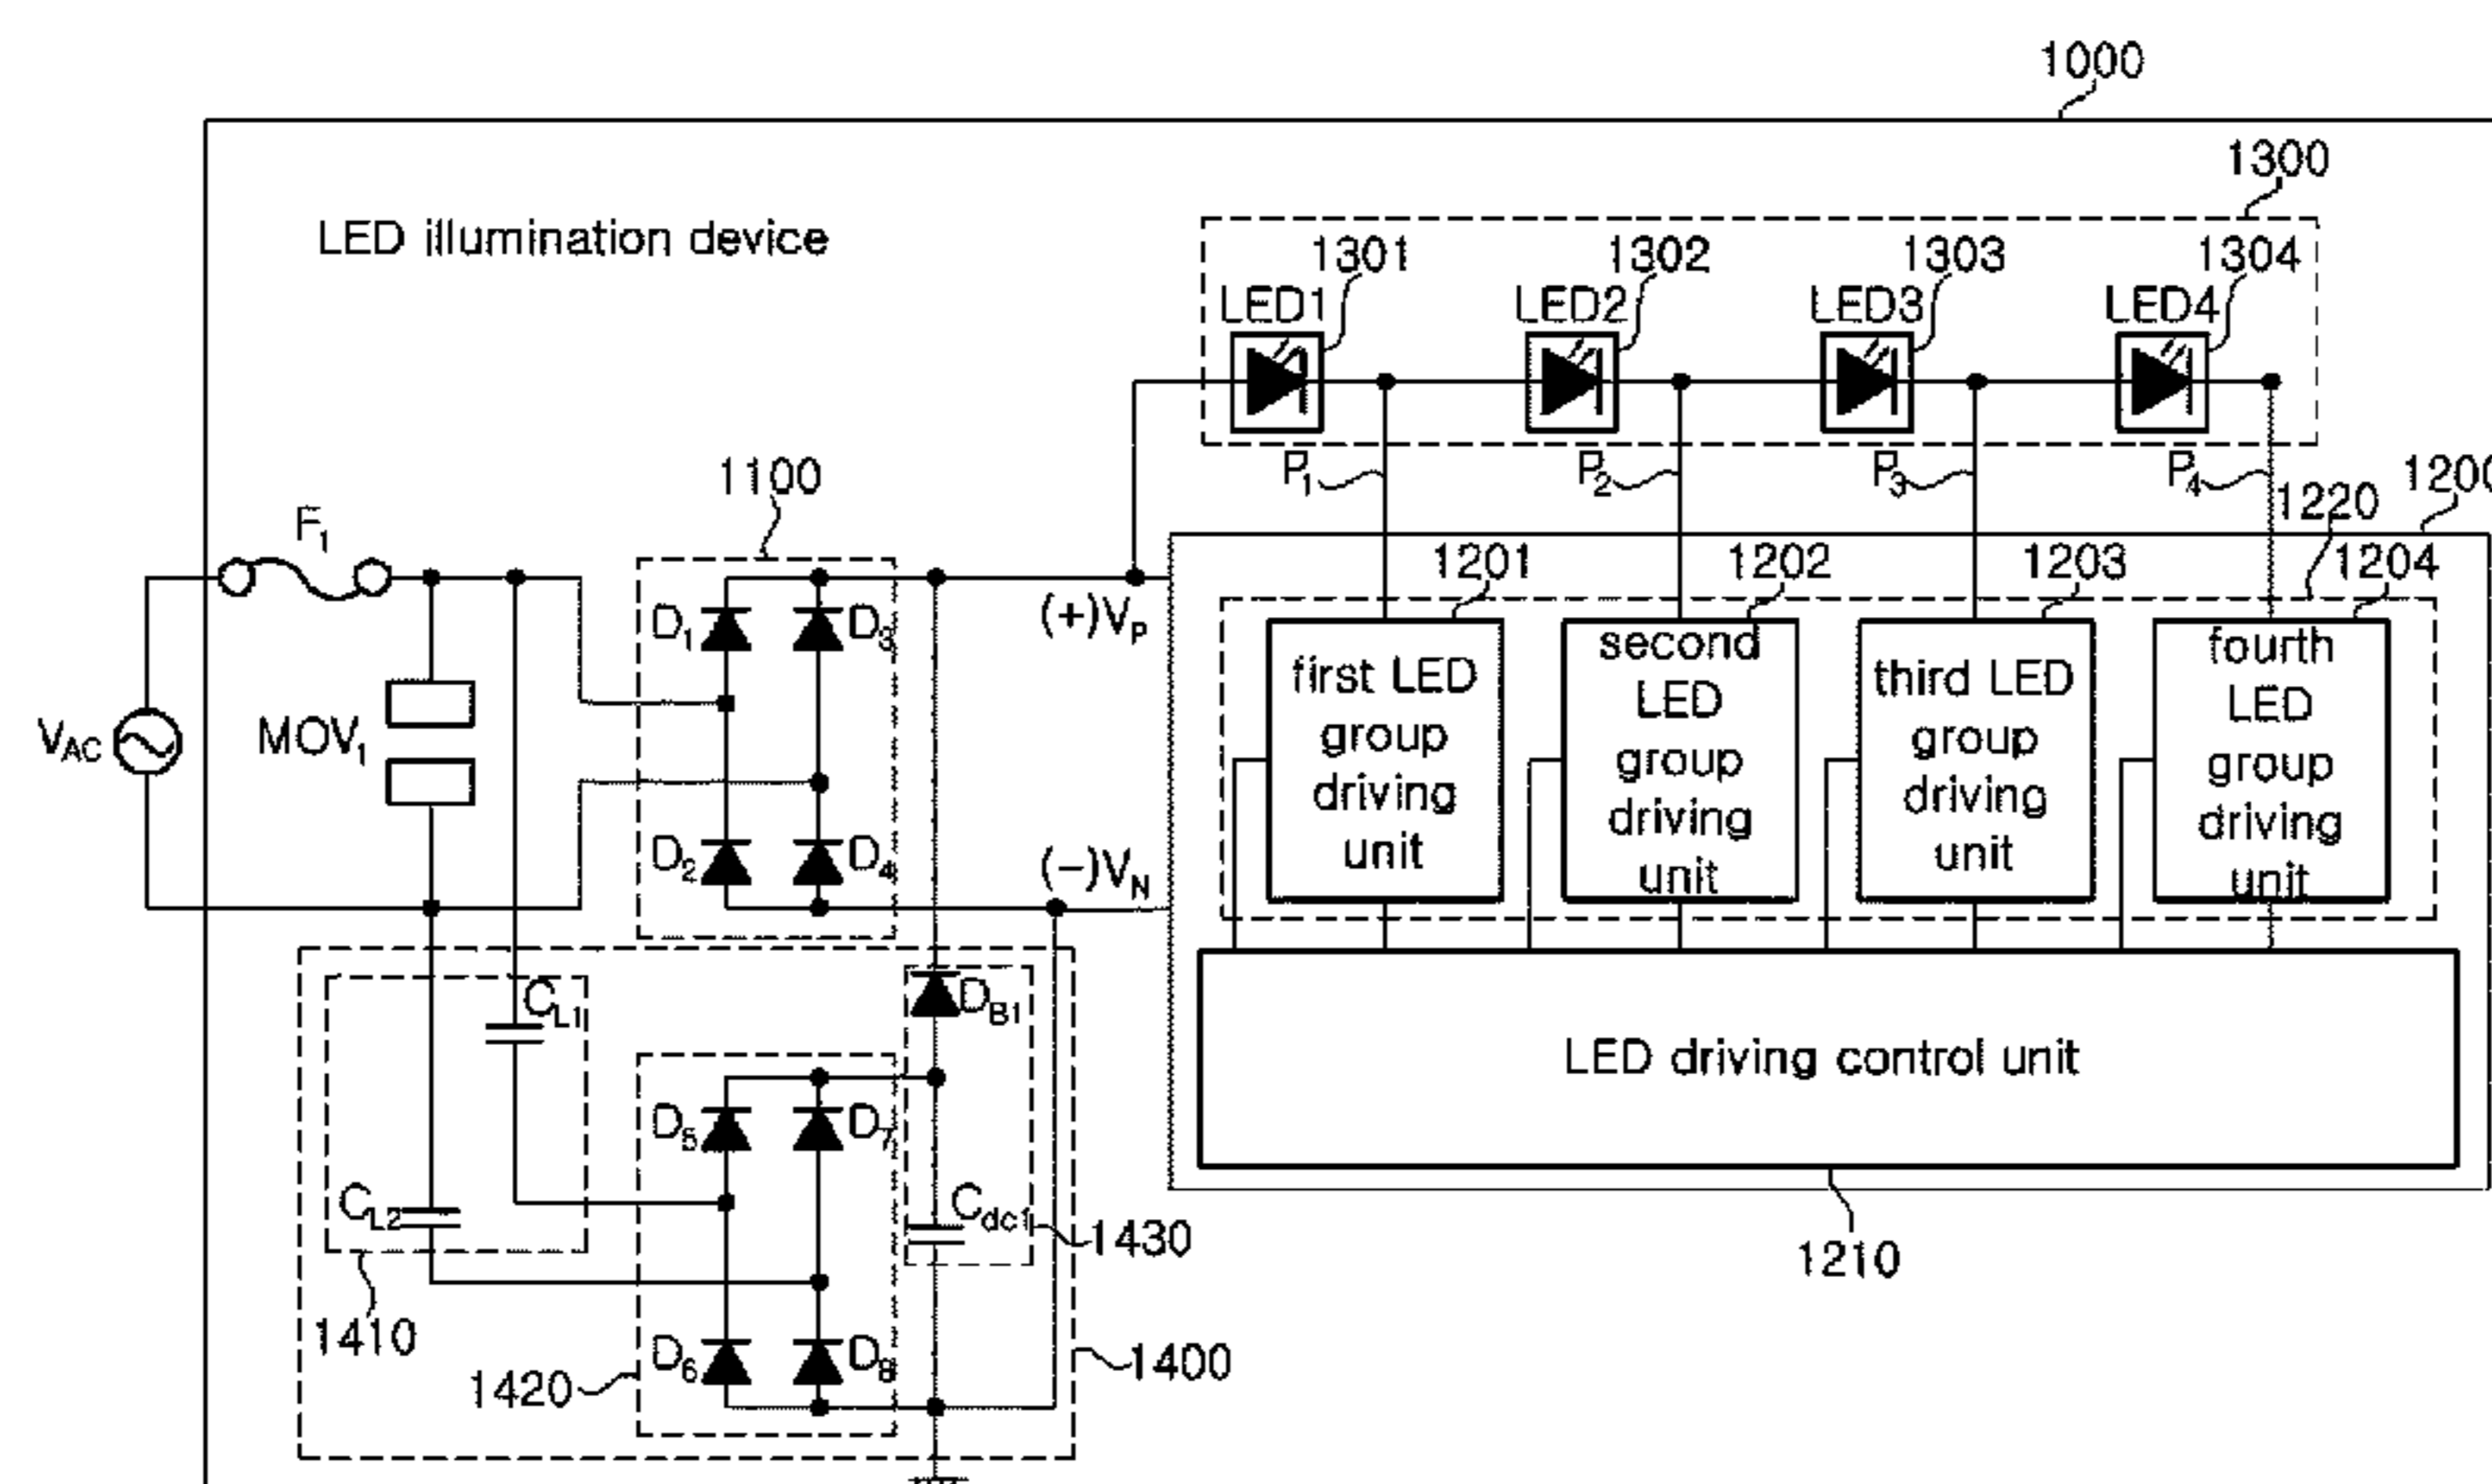 1000
1300
LED illumination device
1301
1302
1303
1304
LED1
LED2
LED3
LED4
P1
P2
P3
P4
1200
1220
1100
F1
1201
1202
1203
1204
D1
D3
(+)VP
VAC
MOV1
first LED
group
driving
unit
second
LED
group
driving
unit
third LED
group
driving
unit
fourth
LED
group
driving
unit
D2
D4
(−)VN
CL1
DB1
LED driving control unit
D5
D7
CL2
Cdc1
1430
1210
1410
D6
D8
1420
1400